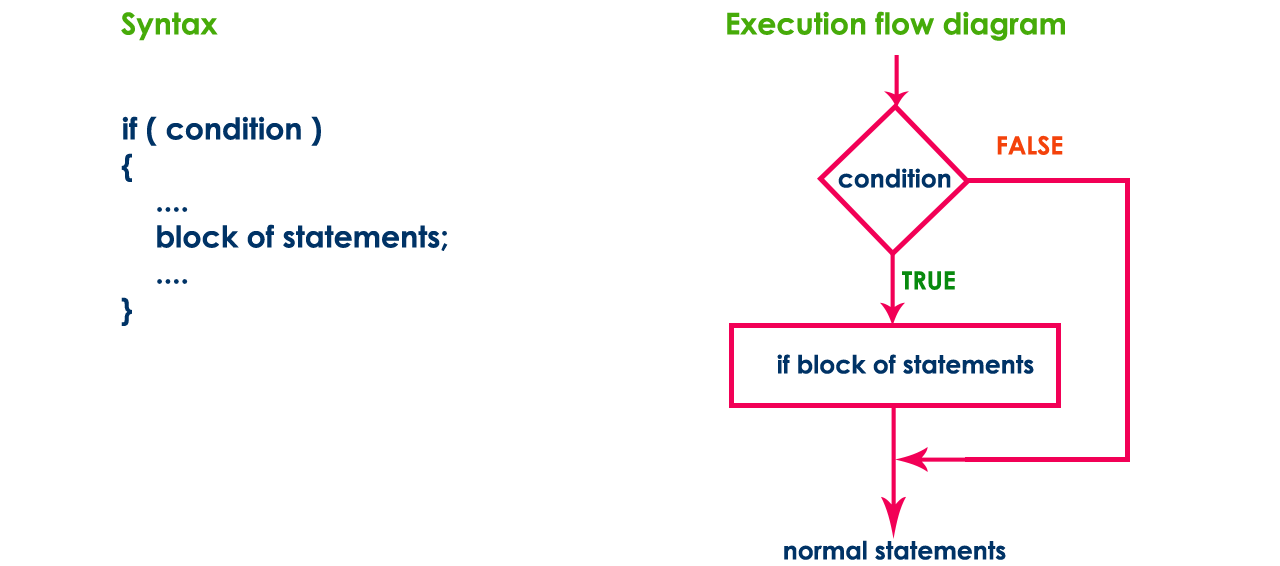 Syntax
if ( condition )
{
....
block of statements;
....
}
Execution flow diagram
condition
FALSE
TRUE
if block of statements
normal statements